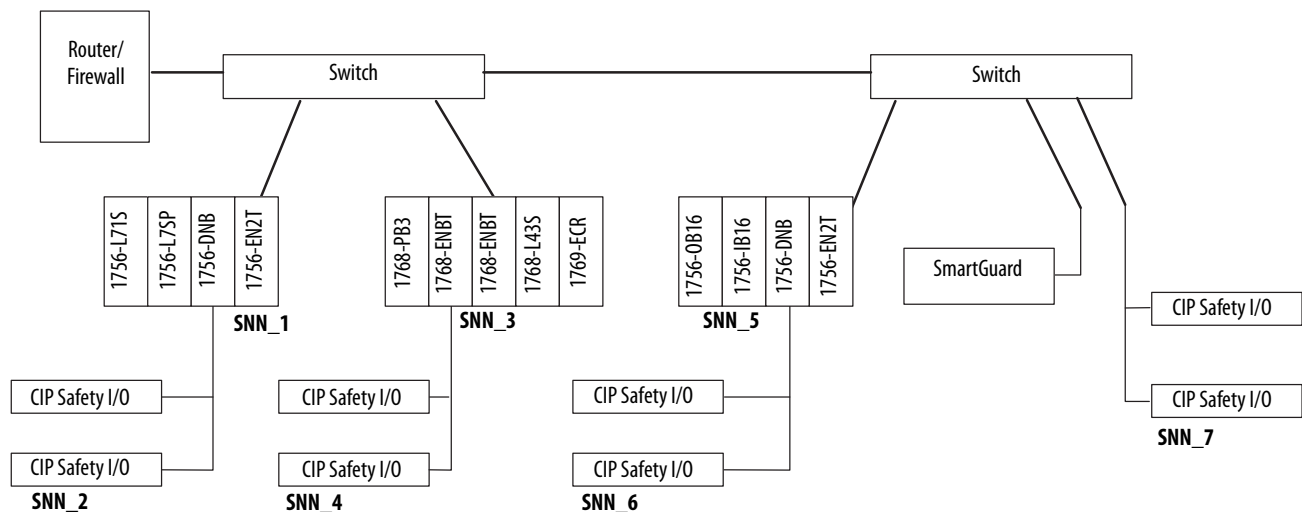 Router/
Firewall
Switch
Switch
1756-L71S
1756-L7SP
1756-DNB
1756-EN2T
1768-PB3
1768-ENBT
1768-ENBT
1768-L43S
1769-ECR
1756-OB16
1756-IB16
1756-DNB
1756-EN2T
SmartGuard
SNN_1
SNN_3
SNN_5
CIP Safety I/O
CIP Safety I/O
CIP Safety I/O
CIP Safety I/O
CIP Safety I/O
SNN_7
CIP Safety I/O
CIP Safety I/O
CIP Safety I/O
SNN_2
SNN_4
SNN_6